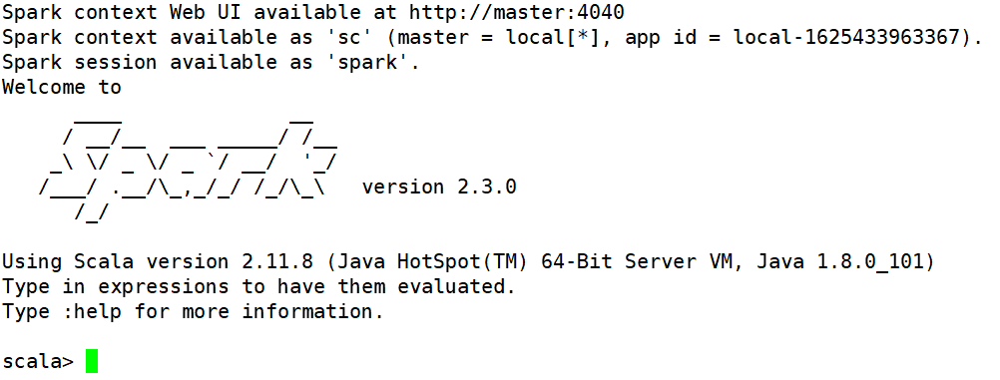 Spark context Web UI available at http://master:4040
Spark context available as 'sc' (master = local[*], app id = local-1625433963367).
Spark session available as 'spark'.
Welcome to
      ____              __
     / __/__  ___ _____/ /__
    _\ \/ _ \/ _ `/ __/  '_/
   /___/ .__/\_,_/_/ /_/\_\   version 2.3.0
      /_/
Using Scala version 2.11.8 (Java HotSpot(TM) 64-Bit Server VM, Java 1.8.0_101)
Type in expressions to have them evaluated.
Type :help for more information.
scala>